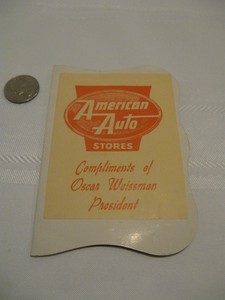 American
Auto
STORES
Compliments of
Oscar Weissman
President